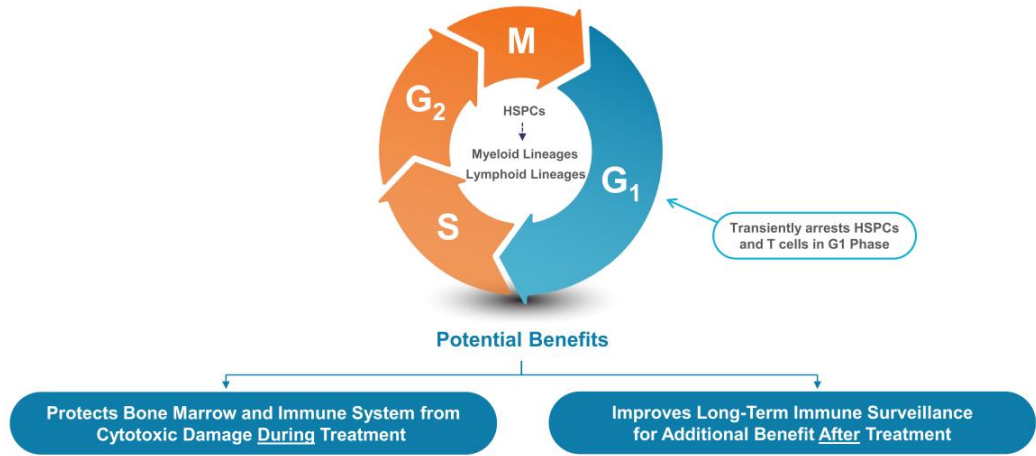 M
G₂
HSPCs
Myeloid Lineages
Lymphoid Lineages
G₁
S
Transiently arrests HSPCs
and T cells in G1 Phase
Potential Benefits
Protects Bone Marrow and Immune System from
Cytotoxic Damage During Treatment
Improves Long-Term Immune Surveillance
for Additional Benefit After Treatment